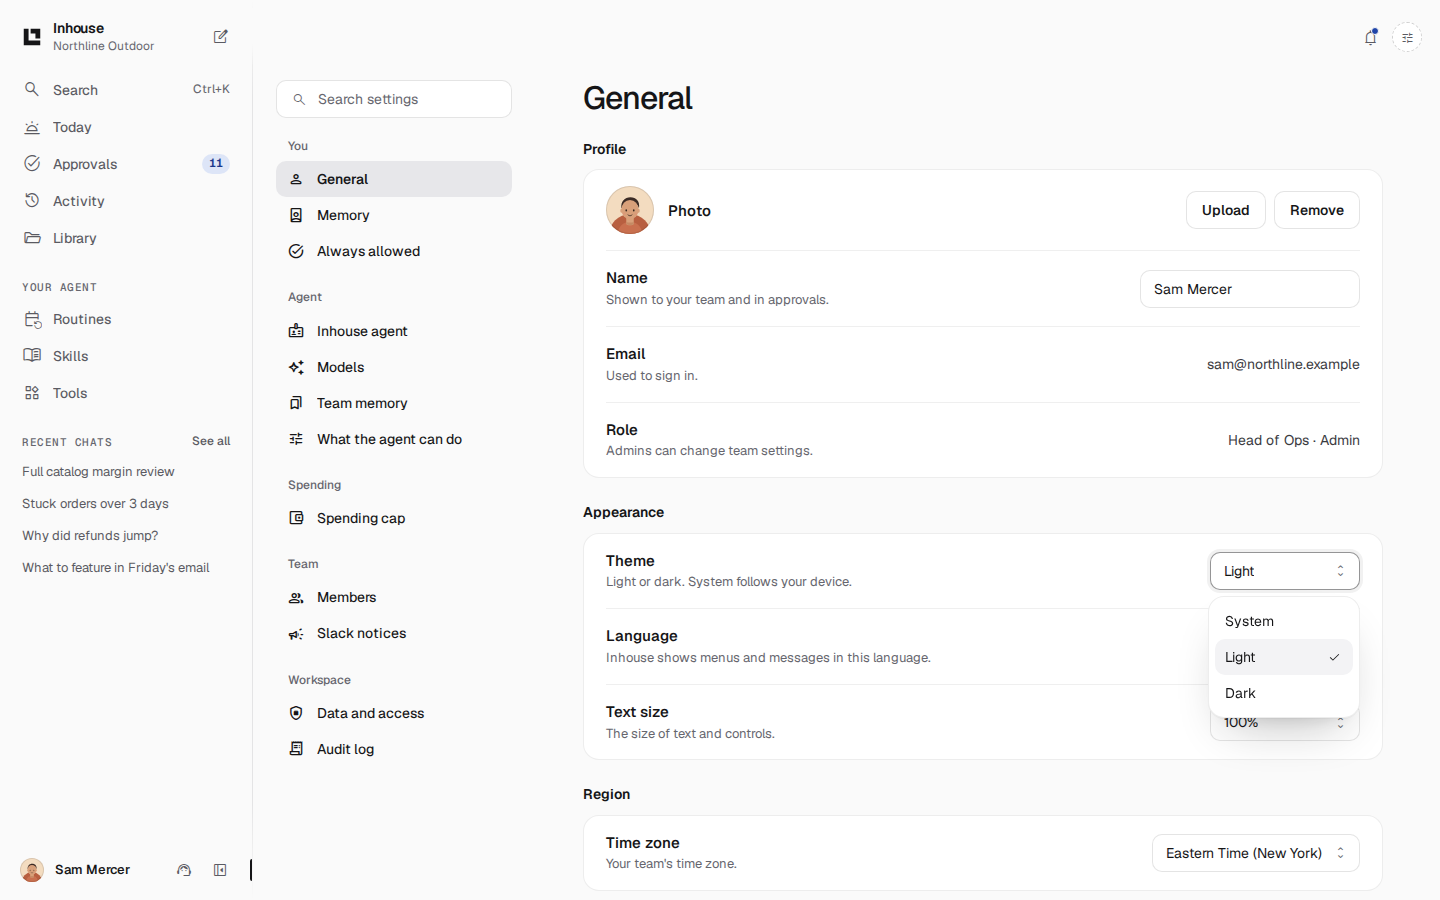 Inhouse
Northline Outdoor
Search Ctrl+K
Today
Approvals 11
Activity
Library
YOUR AGENT
Routines
Skills
Tools
RECENT CHATS See all
Full catalog margin review
Stuck orders over 3 days
Why did refunds jump?
What to feature in Friday's email
Sam Mercer
Search settings
You
General
Memory
Always allowed
Agent
Inhouse agent
Models
Team memory
What the agent can do
Spending
Spending cap
Team
Members
Slack notices
Workspace
Data and access
Audit log
General
Profile
Photo Upload Remove
Name
Shown to your team and in approvals.
Sam Mercer
Email
Used to sign in.
sam@northline.example
Role
Admins can change team settings.
Head of Ops · Admin
Appearance
Theme
Light or dark. System follows your device.
Light
System
Light
Dark
Language
Inhouse shows menus and messages in this language.
Text size
The size of text and controls.
100%
Region
Time zone
Your team's time zone.
Eastern Time (New York)